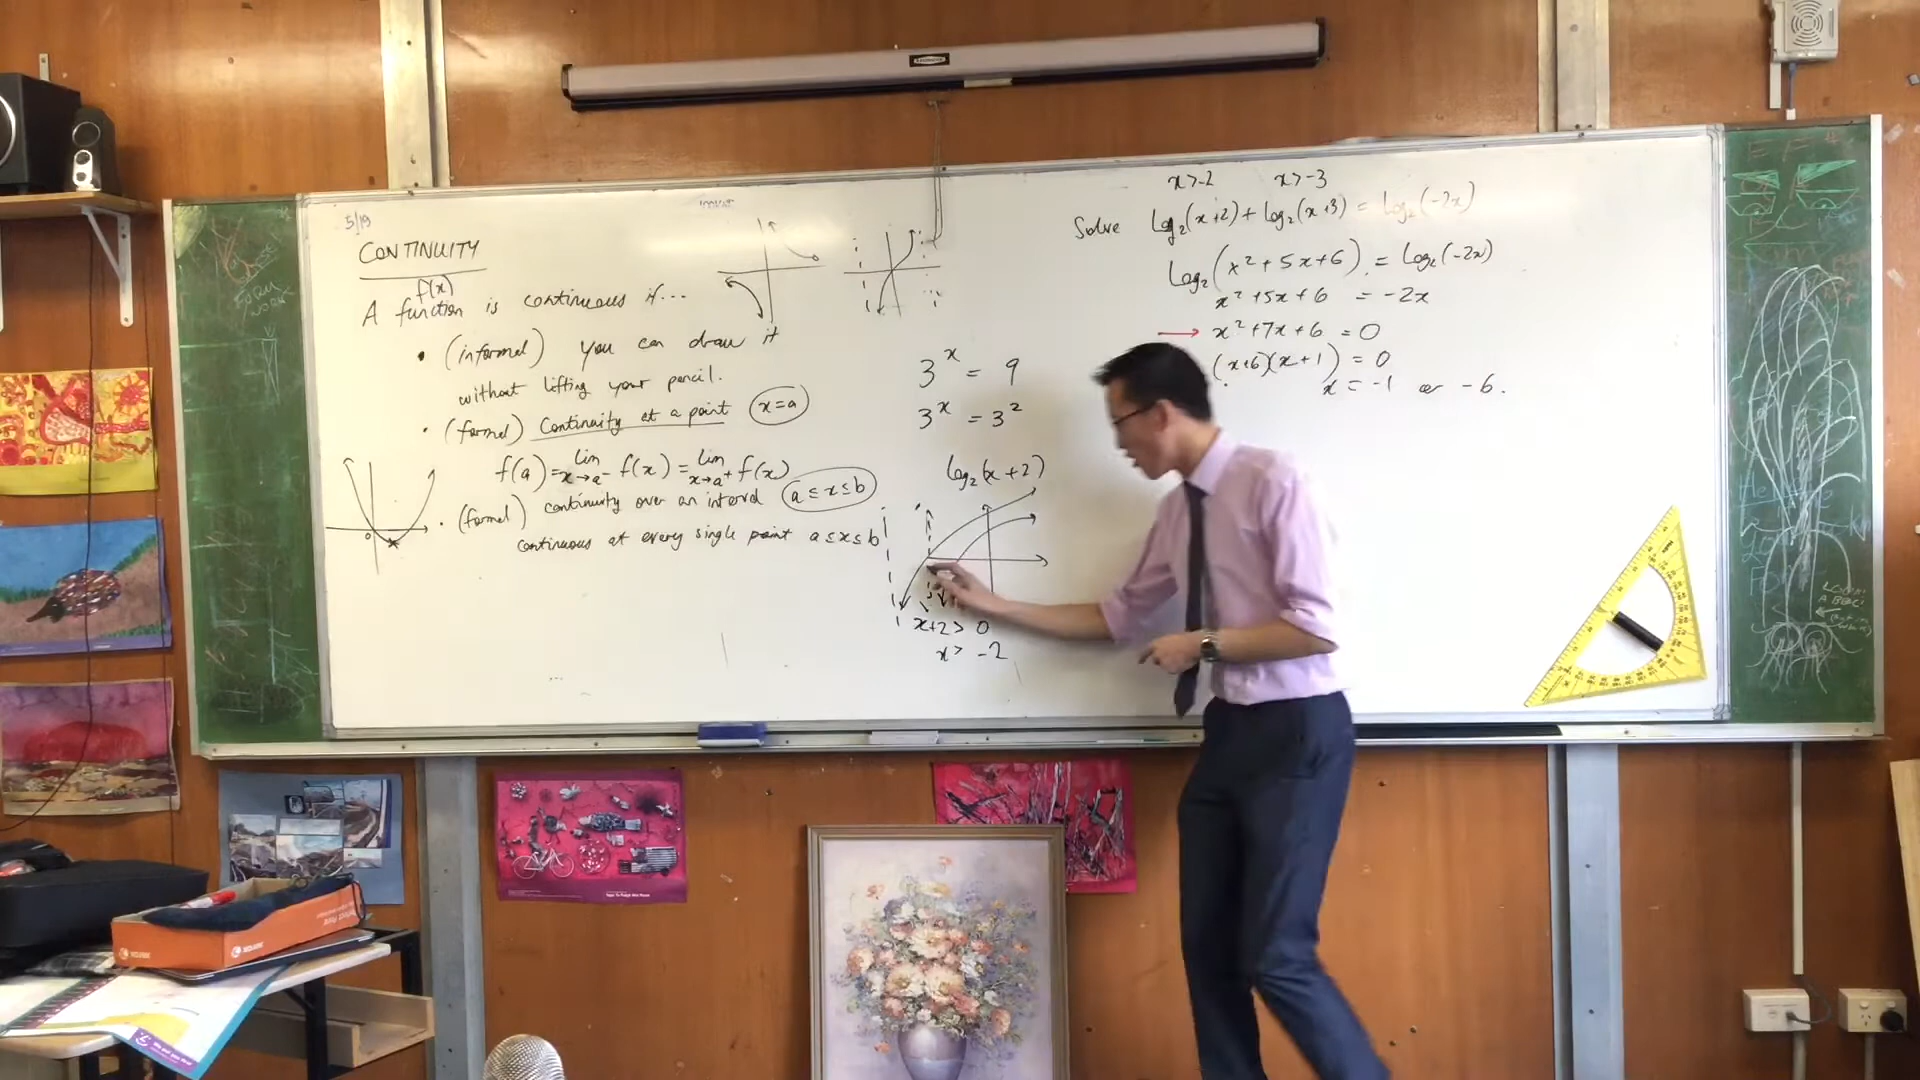 5/19
CONTINUITY
f(x)
A function is continuous if...
• (informal) you can draw it
without lifting your pencil.
• (formal) Continuity at a point x=a
f(a) = lim x→a⁻ f(x) = lim x→a⁺ f(x)
• (formal) continuity over an interval a ≤ x ≤ b
continuous at every single point a ≤ x ≤ b
0
3^x = 9
3^x = 3^2
log₂(x+2)
x+2 > 0
x > -2
x>-2 x>-3
Solve log₂(x+2) + log₂(x+3) = log₂(-2x)
log₂(x²+5x+6) = log₂(-2x)
x²+5x+6 = -2x
→ x²+7x+6 = 0
(x+6)(x+1) = 0
x = -1 or -6.